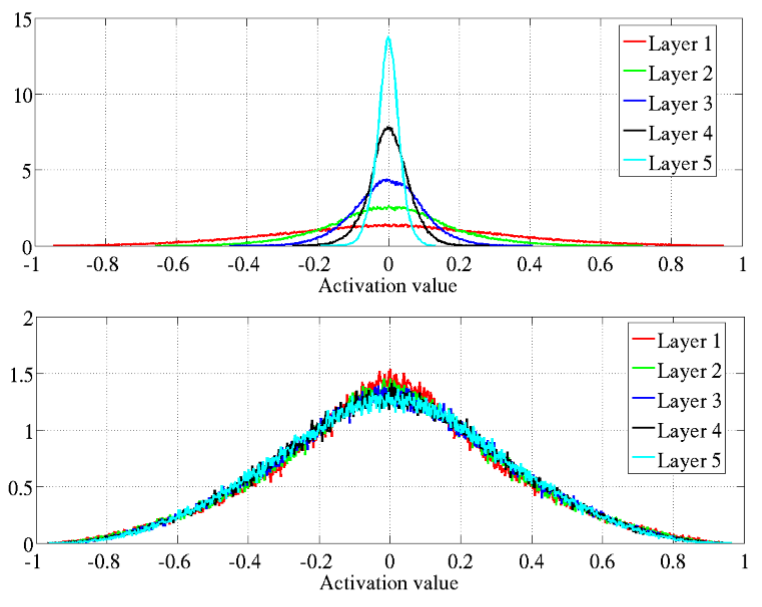 15
10
5
0
-1 -0.8 -0.6 -0.4 -0.2 0 0.2 0.4 0.6 0.8 1
Activation value
Layer 1
Layer 2
Layer 3
Layer 4
Layer 5
2
1.5
1
0.5
0
-1 -0.8 -0.6 -0.4 -0.2 0 0.2 0.4 0.6 0.8 1
Activation value
Layer 1
Layer 2
Layer 3
Layer 4
Layer 5